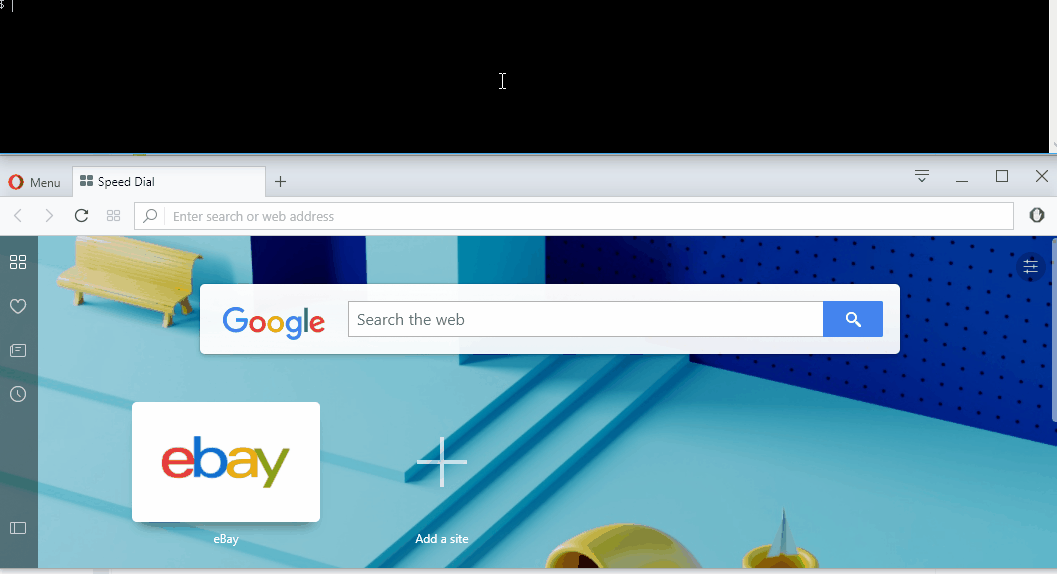 $
Menu
Speed Dial
Enter search or web address
Google
Search the web
ebay
eBay
Add a site